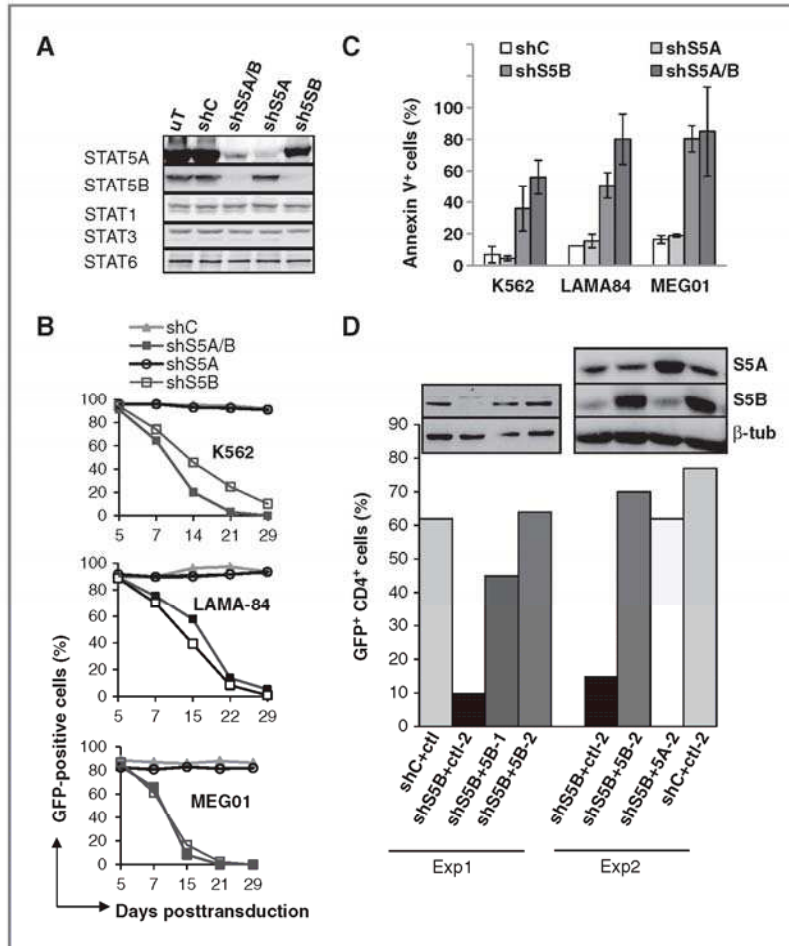 A
uT shC shS5A/B shS5A sh5SB
STAT5A
STAT5B
STAT1
STAT3
STAT6
B
shC
shS5A/B
shS5A
shS5B
100
80
60
40
20
0
K562
5 7 14 21 29
100
80
60
40
20
0
LAMA-84
5 7 15 22 29
100
80
60
40
20
0
MEG01
5 7 15 21 29
GFP-positive cells (%)
Days posttransduction
C
shC shS5A
shS5B shS5A/B
Annexin V+ cells (%)
100
80
60
40
20
0
K562 LAMA84 MEG01
D
S5A
S5B
β-tub
GFP+ CD4+ cells (%)
90
80
70
60
50
40
30
20
10
0
shC+ctl
shS5B+ctl-2
shS5B+5B-1
shS5B+5B-2
shS5B+ctl-2
shS5B+5B-2
shS5B+5A-2
shC+ctl-2
Exp1 Exp2